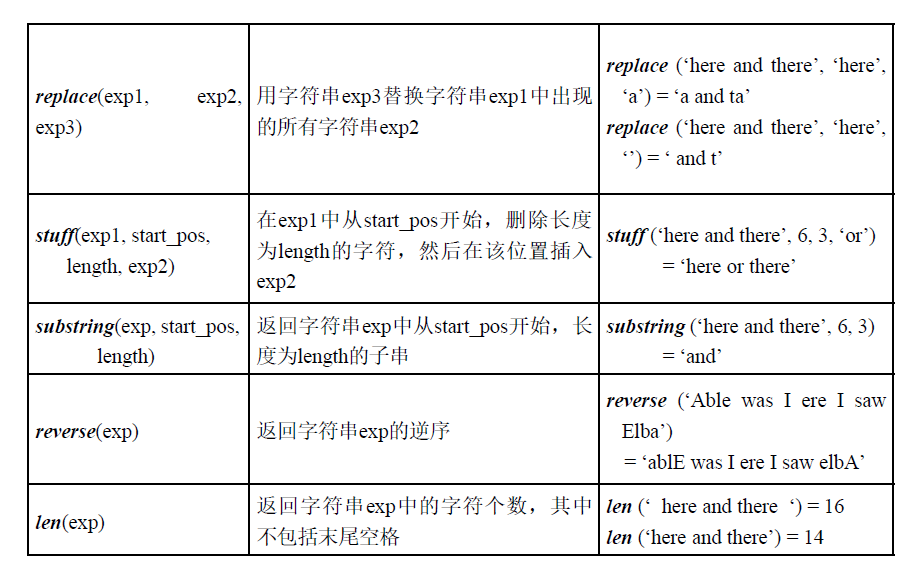 replace(exp1, exp2,
exp3)
用字符串exp3替换字符串exp1中出现
的所有字符串exp2
replace (‘here and there’, ‘here’,
‘a’) = ‘a and ta’
replace (‘here and there’, ‘here’,
‘’) = ‘ and t’
stuff(exp1, start_pos,
length, exp2)
在exp1中从start_pos开始，删除长度
为length的字符，然后在该位置插入
exp2
stuff (‘here and there’, 6, 3, ‘or’)
= ‘here or there’
substring(exp, start_pos,
length)
返回字符串exp中从start_pos开始，长
度为length的子串
substring (‘here and there’, 6, 3)
= ‘and’
reverse(exp)
返回字符串exp的逆序
reverse (‘Able was I ere I saw
Elba’)
= ‘ablE was I ere I saw elbA’
len(exp)
返回字符串exp中的字符个数，其中
不包括末尾空格
len (‘  here and there  ‘) = 16
len (‘here and there’) = 14